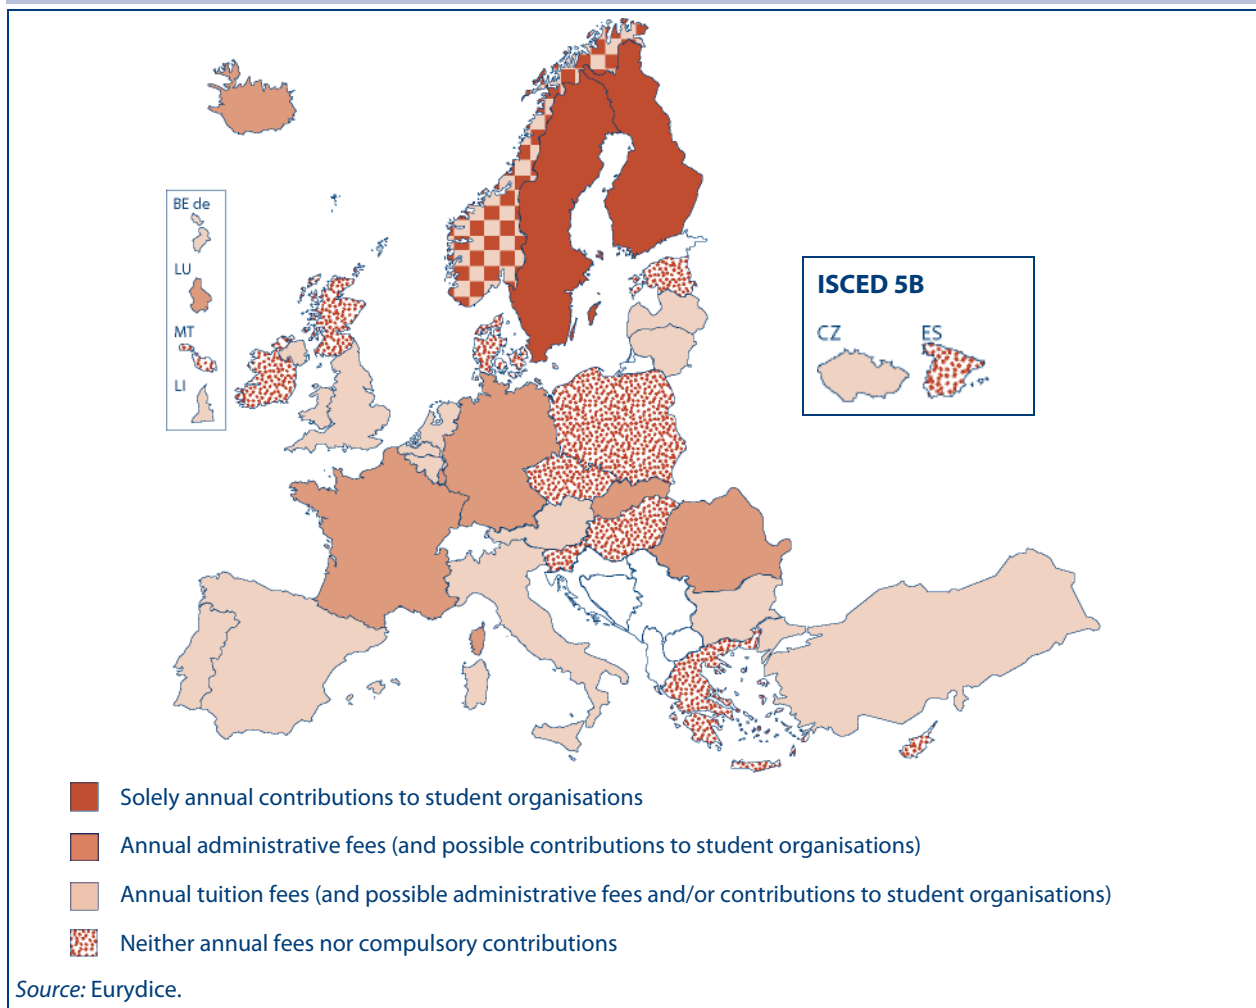 BE de
LU
MT
LI
ISCED 5B
CZ
ES
Solely annual contributions to student organisations
Annual administrative fees (and possible contributions to student organisations)
Annual tuition fees (and possible administrative fees and/or contributions to student organisations)
Neither annual fees nor compulsory contributions
Source: Eurydice.